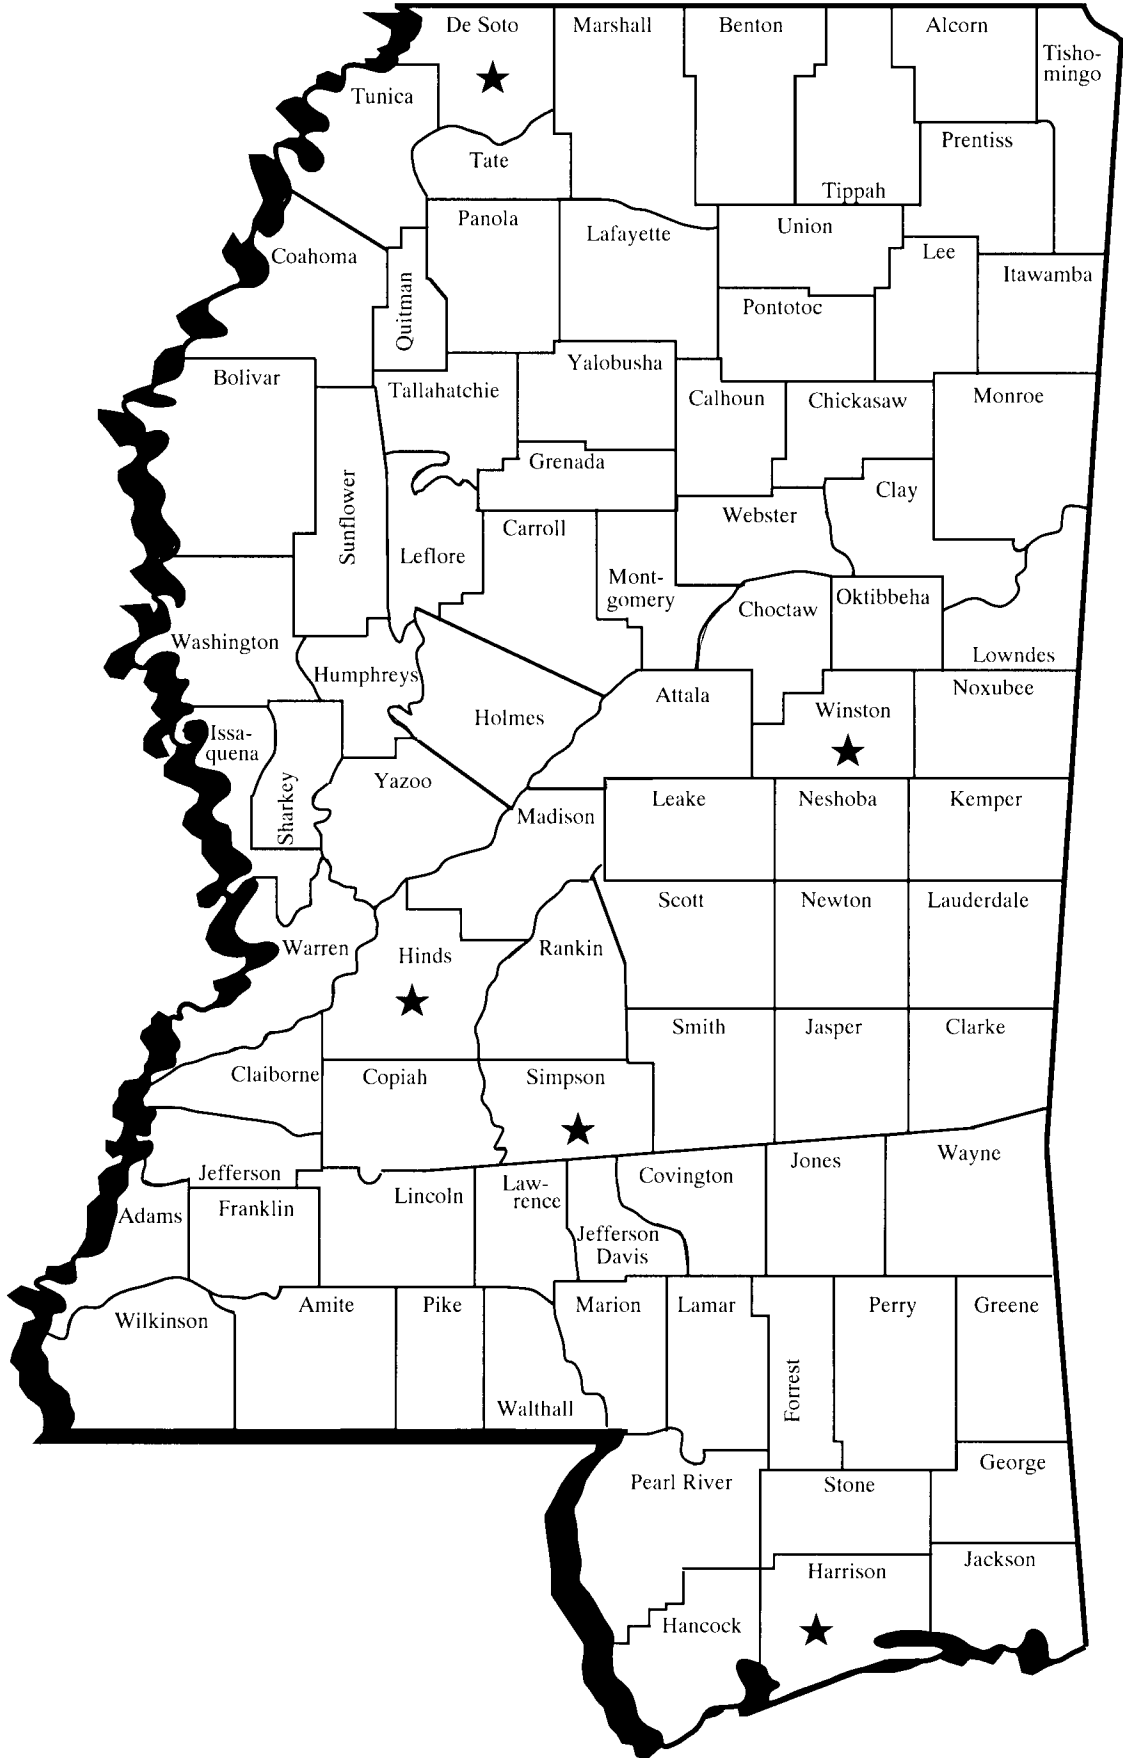 De Soto
Marshall
Benton
Alcorn
Tisho-
mingo
Tunica
Prentiss
Tate
Tippah
Panola
Lafayette
Union
Lee
Coahoma
Itawamba
Quitman
Pontotoc
Bolivar
Yalobusha
Tallahatchie
Calhoun
Chickasaw
Monroe
Grenada
Clay
Sunflower
Webster
Carroll
Leflore
Mont-
gomery
Choctaw
Oktibbeha
Washington
Lowndes
Humphreys
Attala
Noxubee
Holmes
Winston
Issa-
quena
Yazoo
Sharkey
Leake
Neshoba
Kemper
Madison
Scott
Newton
Lauderdale
Warren
Hinds
Rankin
Smith
Jasper
Clarke
Claiborne
Copiah
Simpson
Wayne
Jones
Jefferson
Covington
Law-
rence
Lincoln
Adams
Franklin
Jefferson
Davis
Wilkinson
Amite
Pike
Marion
Lamar
Perry
Greene
Forrest
Walthall
George
Pearl River
Stone
Jackson
Harrison
Hancock